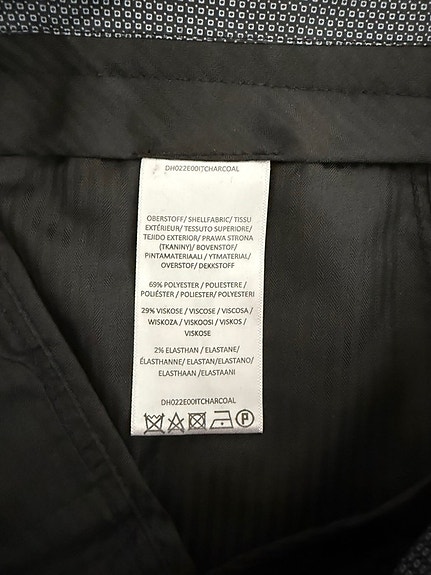 DH022E00ITCHARCOAL
OBERSTOFF/ SHELLFABRIC/ TISSU
EXTÉRIEUR/ TESSUTO SUPERIORE/
TEJIDO EXTERIOR/ PRAWA STRONA
(TKANINY)/ BOVENSTOF/
PINTAMATERIAALI / YTMATERIAL/
OVERSTOF/ DEKKSTOFF
69% POLYESTER / POLIESTERE /
POLIÉSTER / POLIESTER/ POLYESTERI
29% VISKOSE / VISCOSE / VISCOSA /
WISKOZA / VISKOOSI / VISKOS /
VISKOSE
2% ELASTHAN / ELASTANE/
ÉLASTHANNE/ ELASTAN/ELASTANO/
ELASTHAAN /ELASTAANI
DH022E00ITCHARCOAL
P